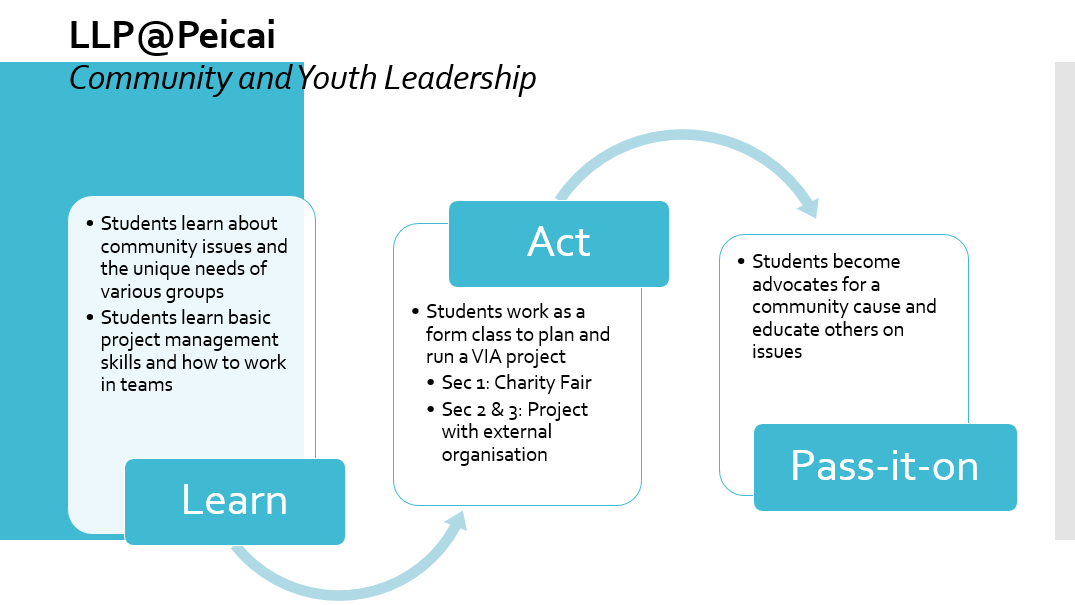 LLP@Peicai
Community and Youth Leadership
• Students learn about
community issues and
the unique needs of
various groups
• Students learn basic
project management
skills and how to work
in teams
Learn
Act
• Students work as a
form class to plan and
run a VIA project
• Sec 1: Charity Fair
• Sec 2 & 3: Project
with external
organisation
• Students become
advocates for a
community cause and
educate others on
issues
Pass-it-on